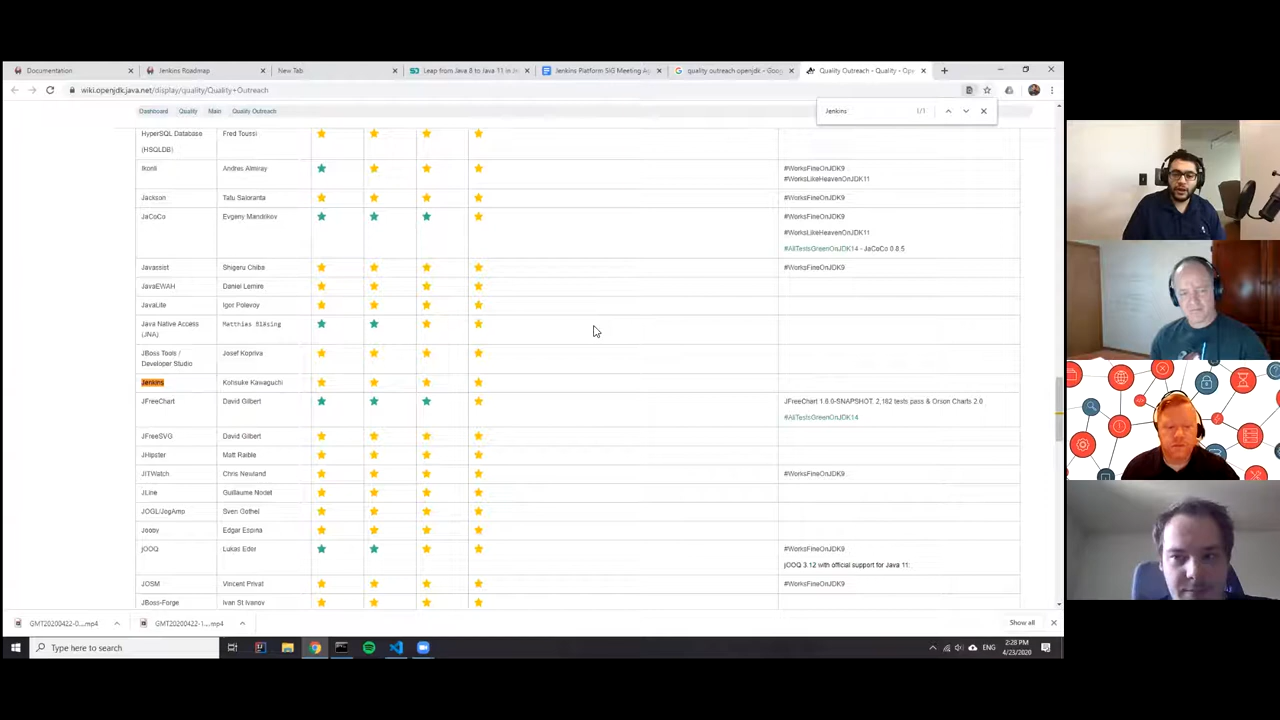 Documentation
Jenkins Roadmap
New Tab
Leap from Java 8 to Java 11 in Je
Jenkins Platform SIG Meeting Ag
quality outreach openjdk - Goog
Quality Outreach - Quality - Ope
wiki.openjdk.java.net/display/quality/Quality+Outreach
Dashboard Quality Main Quality Outreach
Jenkins 1/1
HyperSQL Database (HSQLDB) Fred Toussi
Ikonli Andres Almiray #WorksFineOnJDK9
#WorksLikeHeavenOnJDK11
Jackson Tatu Saloranta #WorksFineOnJDK9
JaCoCo Evgeny Mandrikov #WorksFineOnJDK9
#WorksLikeHeavenOnJDK11
#AllTestsGreenOnJDK14 - JaCoCo 0.8.5
Javassist Shigeru Chiba #WorksFineOnJDK9
JavaEWAH Daniel Lemire
JavaLite Igor Polevoy
Java Native Access (JNA) Matthias Bläsing
JBoss Tools / Developer Studio Josef Kopriva
Jenkins Kohsuke Kawaguchi
JFreeChart David Gilbert JFreeChart 1.6.0-SNAPSHOT, 2,182 tests pass & Orson Charts 2.0
#AllTestsGreenOnJDK14
JFreeSVG David Gilbert
JHipster Matt Raible
JITWatch Chris Newland #WorksFineOnJDK9
JLine Guillaume Nodet
JOGL/JogAmp Sven Gothel
Jooby Edgar Espina
jOOQ Lukas Eder #WorksFineOnJDK9
jOOQ 3.12 with official support for Java 11:
JOSM Vincent Privat #WorksFineOnJDK9
JBoss-Forge Ivan St Ivanov
GMT20200422-0....mp4
GMT20200422-1....mp4
Show all
Type here to search
ENG
2:28 PM
4/23/2020